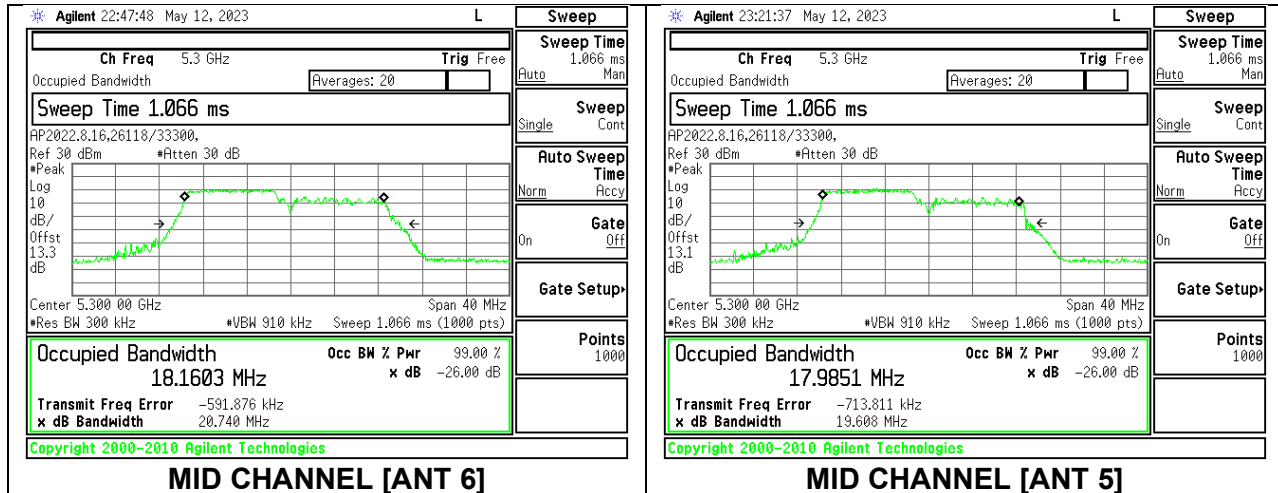 Agilent 22:47:48 May 12, 2023 L
Sweep
Ch Freq 5.3 GHz Trig Free
Occupied Bandwidth Averages: 20
Sweep Time 1.066 ms
AP2022.8.16,26118/33300,
Ref 30 dBm #Atten 30 dB
#Peak
Log
10
dB/
Offst
13.3
dB
Center 5.300 00 GHz Span 40 MHz
#Res BW 300 kHz #VBW 910 kHz Sweep 1.066 ms (1000 pts)
Occupied Bandwidth Occ BW % Pwr 99.00 %
18.1603 MHz x dB -26.00 dB
Transmit Freq Error -591.876 kHz
x dB Bandwidth 20.740 MHz
Copyright 2000-2010 Agilent Technologies
Sweep Time
1.066 ms
Auto Man
Sweep
Single Cont
Auto Sweep
Time
Norm Accy
Gate
On Off
Gate Setup
Points
1000
MID CHANNEL [ANT 6]
Agilent 23:21:37 May 12, 2023 L
Sweep
Ch Freq 5.3 GHz Trig Free
Occupied Bandwidth Averages: 20
Sweep Time 1.066 ms
AP2022.8.16,26118/33300,
Ref 30 dBm #Atten 30 dB
#Peak
Log
10
dB/
Offst
13.1
dB
Center 5.300 00 GHz Span 40 MHz
#Res BW 300 kHz #VBW 910 kHz Sweep 1.066 ms (1000 pts)
Occupied Bandwidth Occ BW % Pwr 99.00 %
17.9851 MHz x dB -26.00 dB
Transmit Freq Error -713.811 kHz
x dB Bandwidth 19.608 MHz
Copyright 2000-2010 Agilent Technologies
Sweep Time
1.066 ms
Auto Man
Sweep
Single Cont
Auto Sweep
Time
Norm Accy
Gate
On Off
Gate Setup
Points
1000
MID CHANNEL [ANT 5]